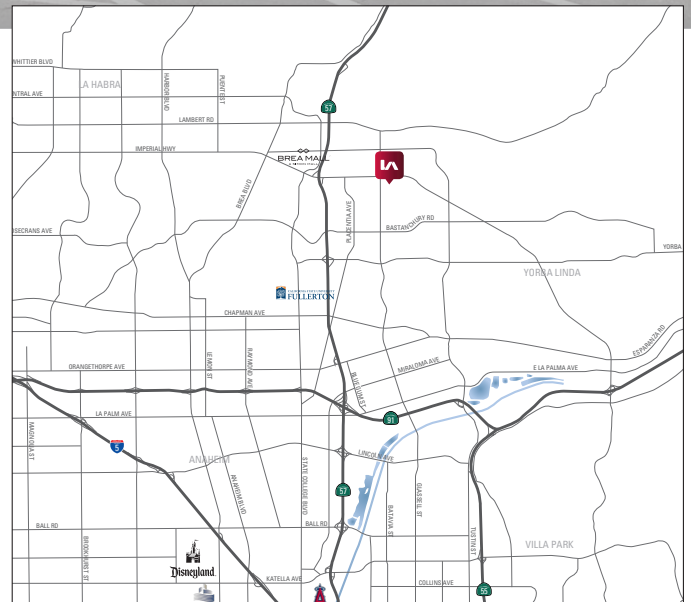 WHITTIER BLVD
LA HABRA
NTRAL AVE
HARBOR BLVD
PUENTE ST
57
LAMBERT RD
IMPERIAL HWY
BREA MALL
LA
BREA BLVD
PLACENTIA AVE
BASTANCHURY RD
SECRANS AVE
YORBA
YORBA LINDA
FULLERTON
CHAPMAN AVE
ESPERANZA RD
ORANGETHORPE AVE
LEMON ST
RAYMOND AVE
MIRALOMA AVE
E LA PALMA AVE
BLUE GUM ST
LA PALM AVE
91
MAGNOLIA ST
5
ANAHEIM
LINCOLN AVE
ANAHEIM BLVD
STATE COLLEGE BLVD
57
GLASSELL ST
BATAVIA ST
BALL RD
BALL RD
TUSTIN ST
VILLA PARK
BROOKHURST ST
Disneyland
KATELLA AVE
A
COLLINS AVE
55